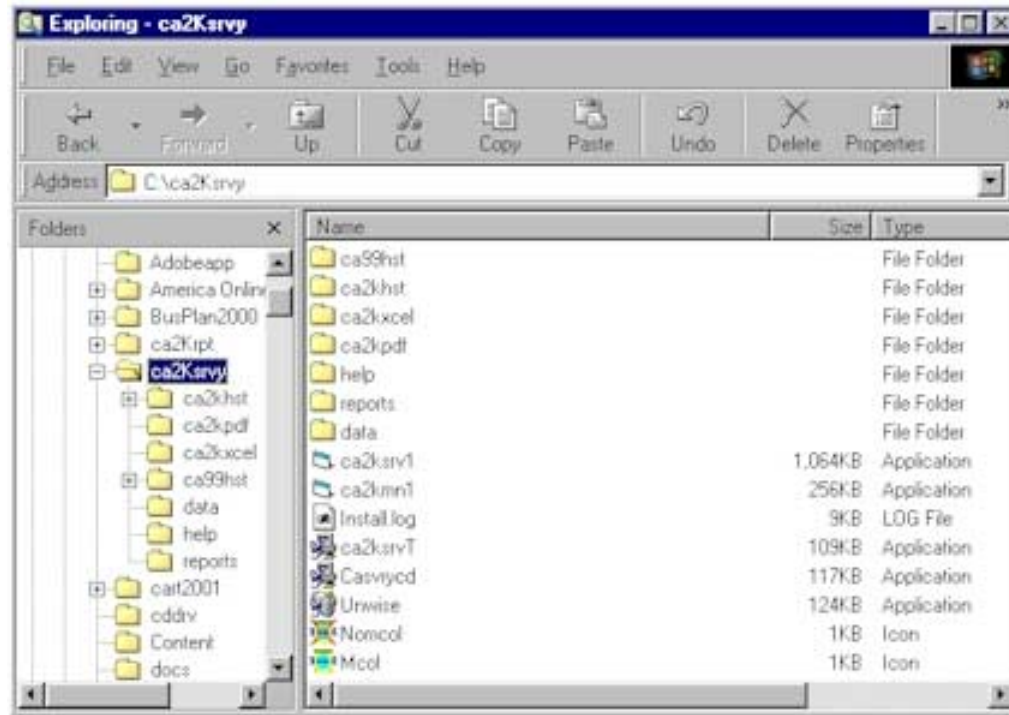 Exploring - ca2Ksrvy
File Edit View Go Favorites Tools Help
Back Forward Up Cut Copy Paste Undo Delete Properties »
Address C:\ca2Ksrvy
Folders
Adobeapp
America Online
BusPlan2000
ca2Krpt
ca2Ksrvy
ca2khst
ca2kpdf
ca2kxcel
ca99hst
data
help
reports
cart2001
cddrv
Content
docs
Name Size Type
ca99hst File Folder
ca2khst File Folder
ca2kxcel File Folder
ca2kpdf File Folder
help File Folder
reports File Folder
data File Folder
ca2ksrv1 1,064KB Application
ca2kmn1 256KB Application
Install.log 9KB LOG File
ca2ksrvT 109KB Application
Casvrycd 117KB Application
Unwise 124KB Application
Nomcol 1KB Icon
Mcol 1KB Icon